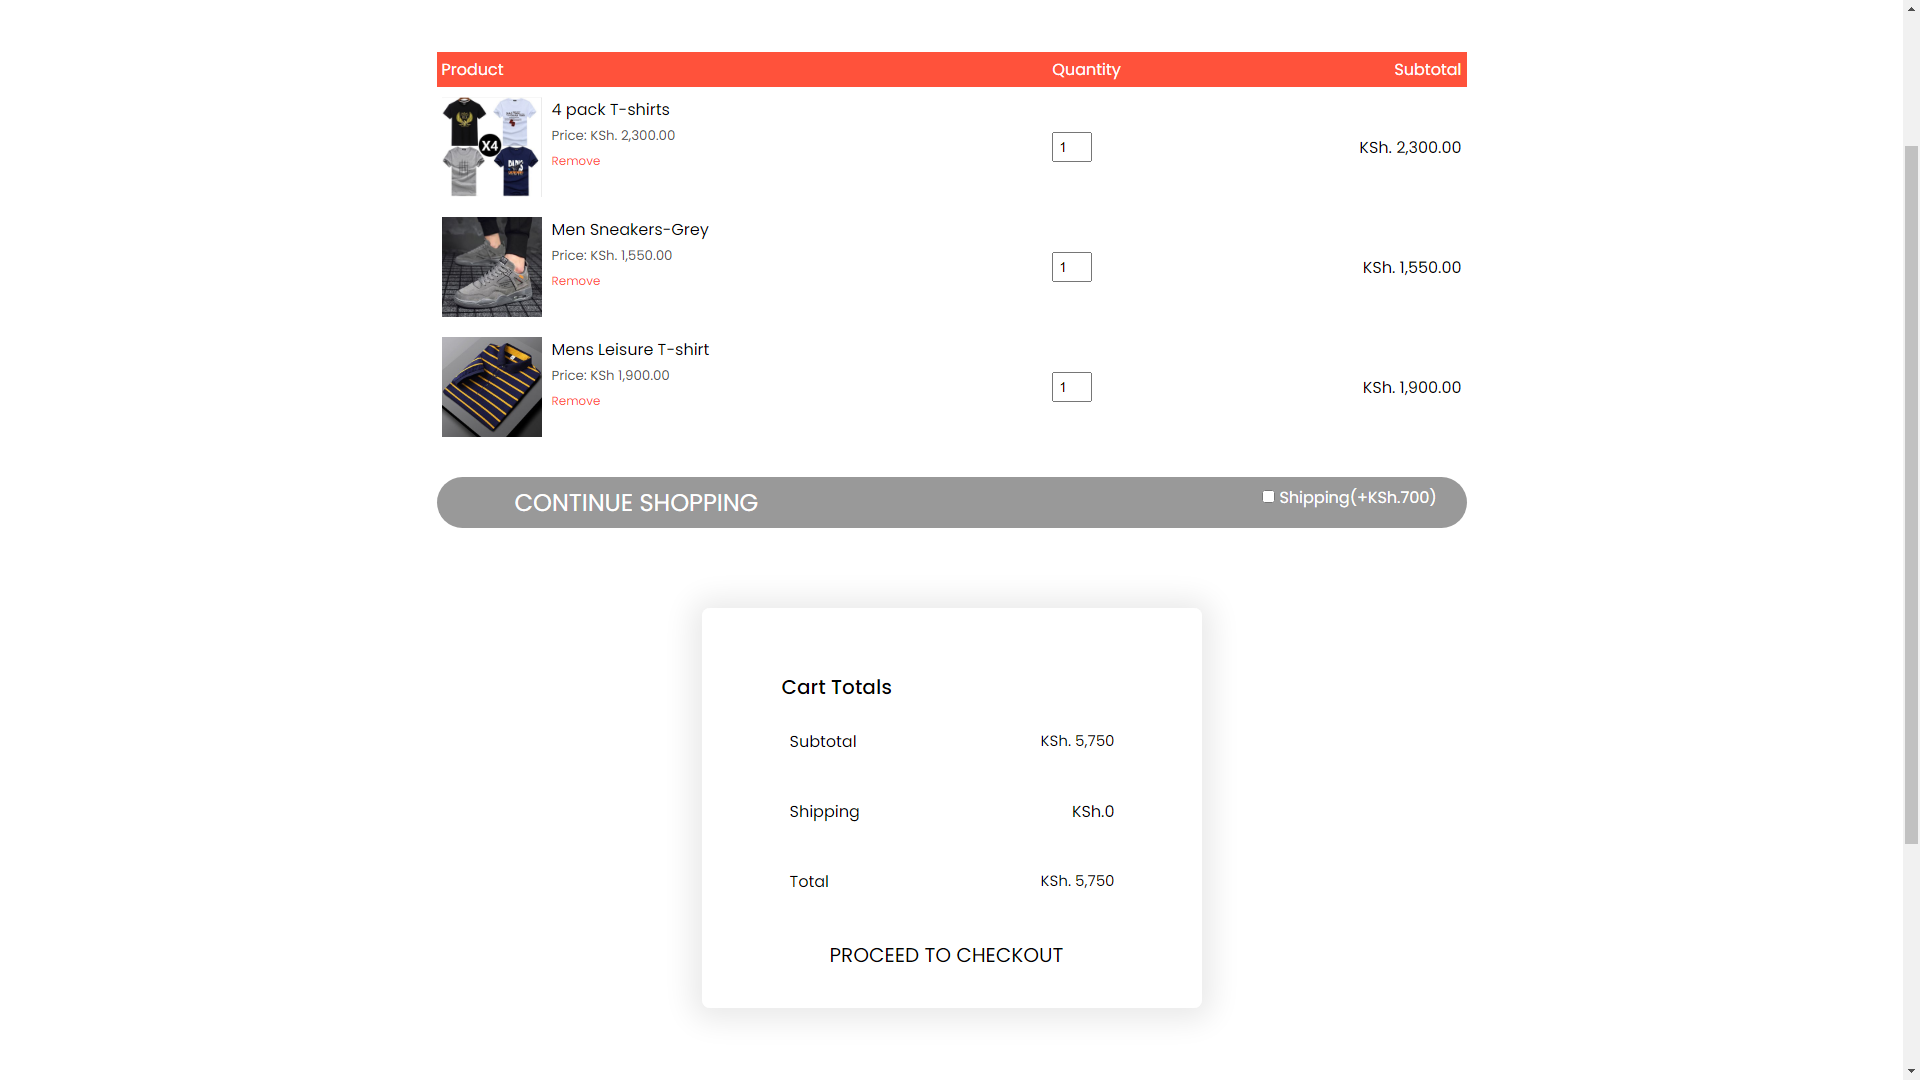 Product Quantity Subtotal
X4
4 pack T-shirts
Price: KSh. 2,300.00
Remove
1
KSh. 2,300.00
Men Sneakers-Grey
Price: KSh. 1,550.00
Remove
1
KSh. 1,550.00
Mens Leisure T-shirt
Price: KSh 1,900.00
Remove
1
KSh. 1,900.00
CONTINUE SHOPPING
Shipping(+KSh.700)
Cart Totals
Subtotal KSh. 5,750
Shipping KSh.0
Total KSh. 5,750
PROCEED TO CHECKOUT